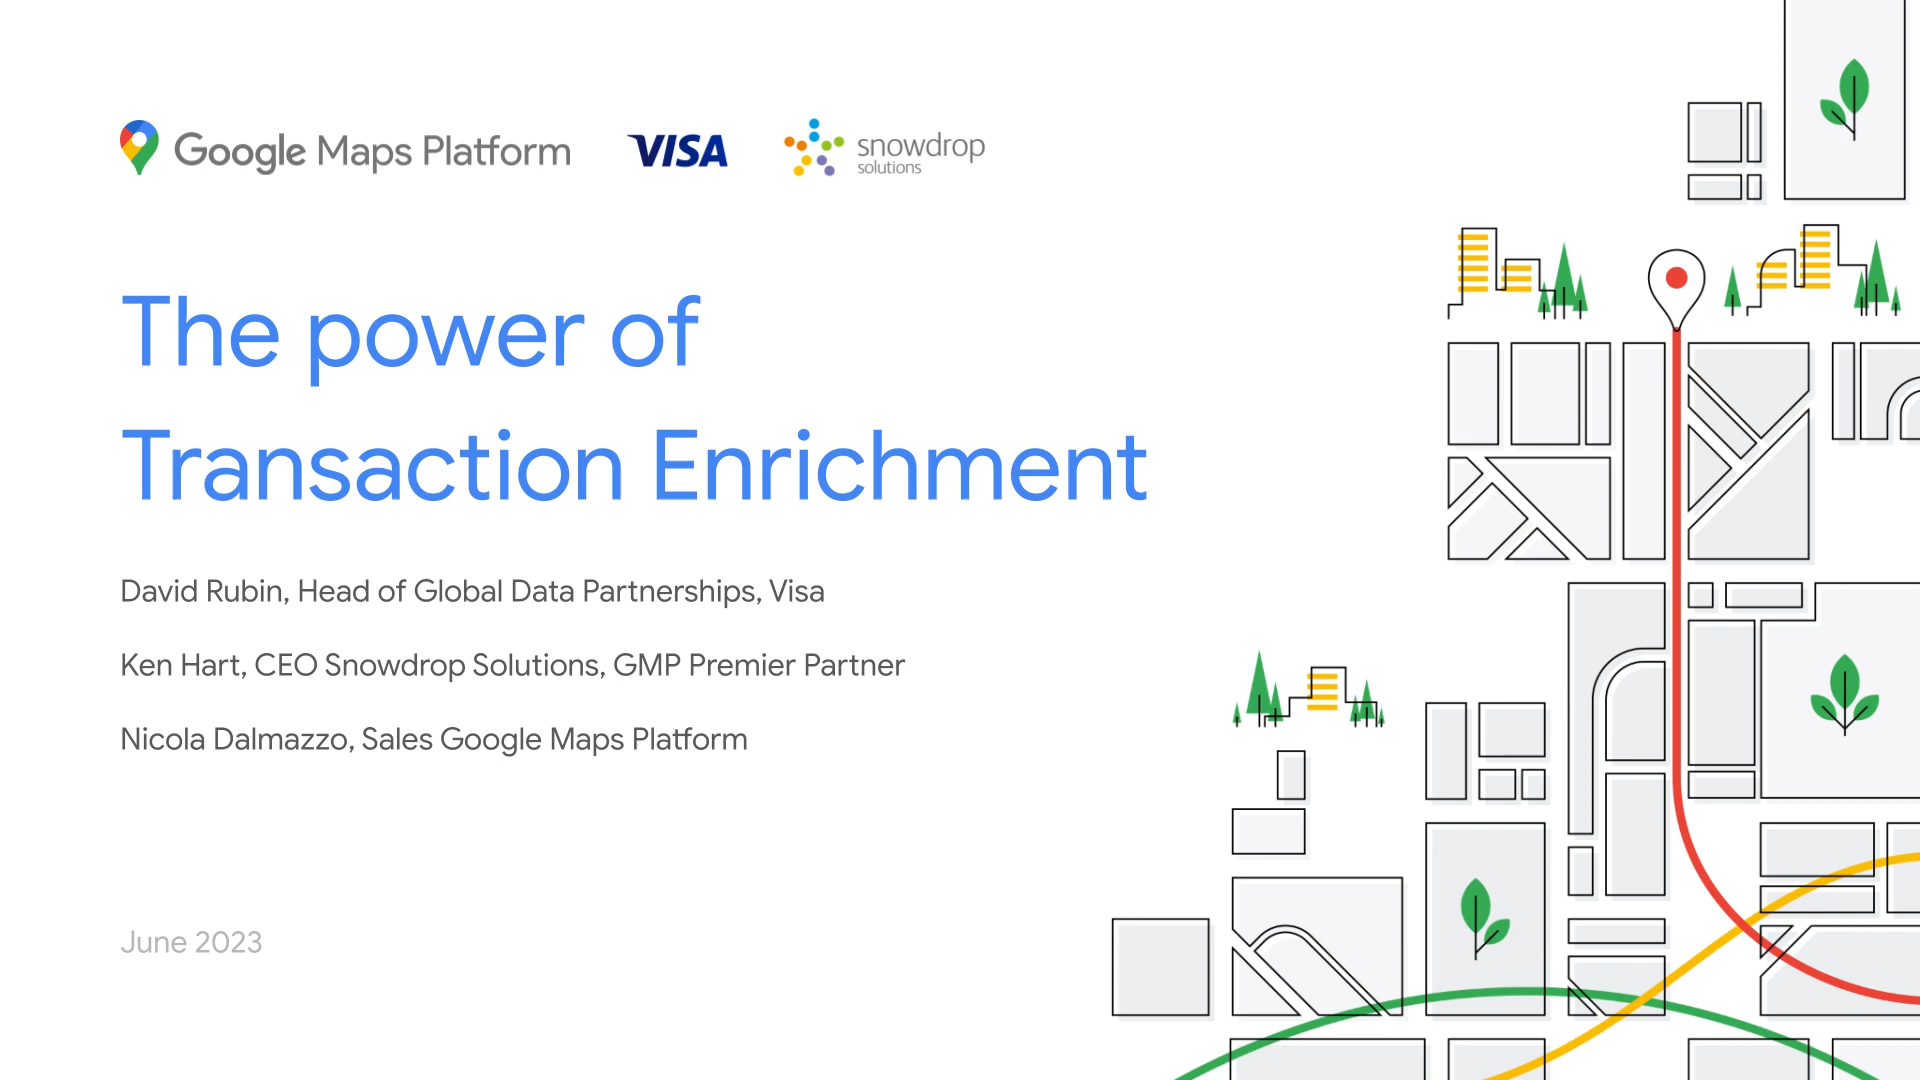 Google Maps Platform VISA snowdrop
solutions
The power of
Transaction Enrichment
David Rubin, Head of Global Data Partnerships, Visa
Ken Hart, CEO Snowdrop Solutions, GMP Premier Partner
Nicola Dalmazzo, Sales Google Maps Platform
June 2023